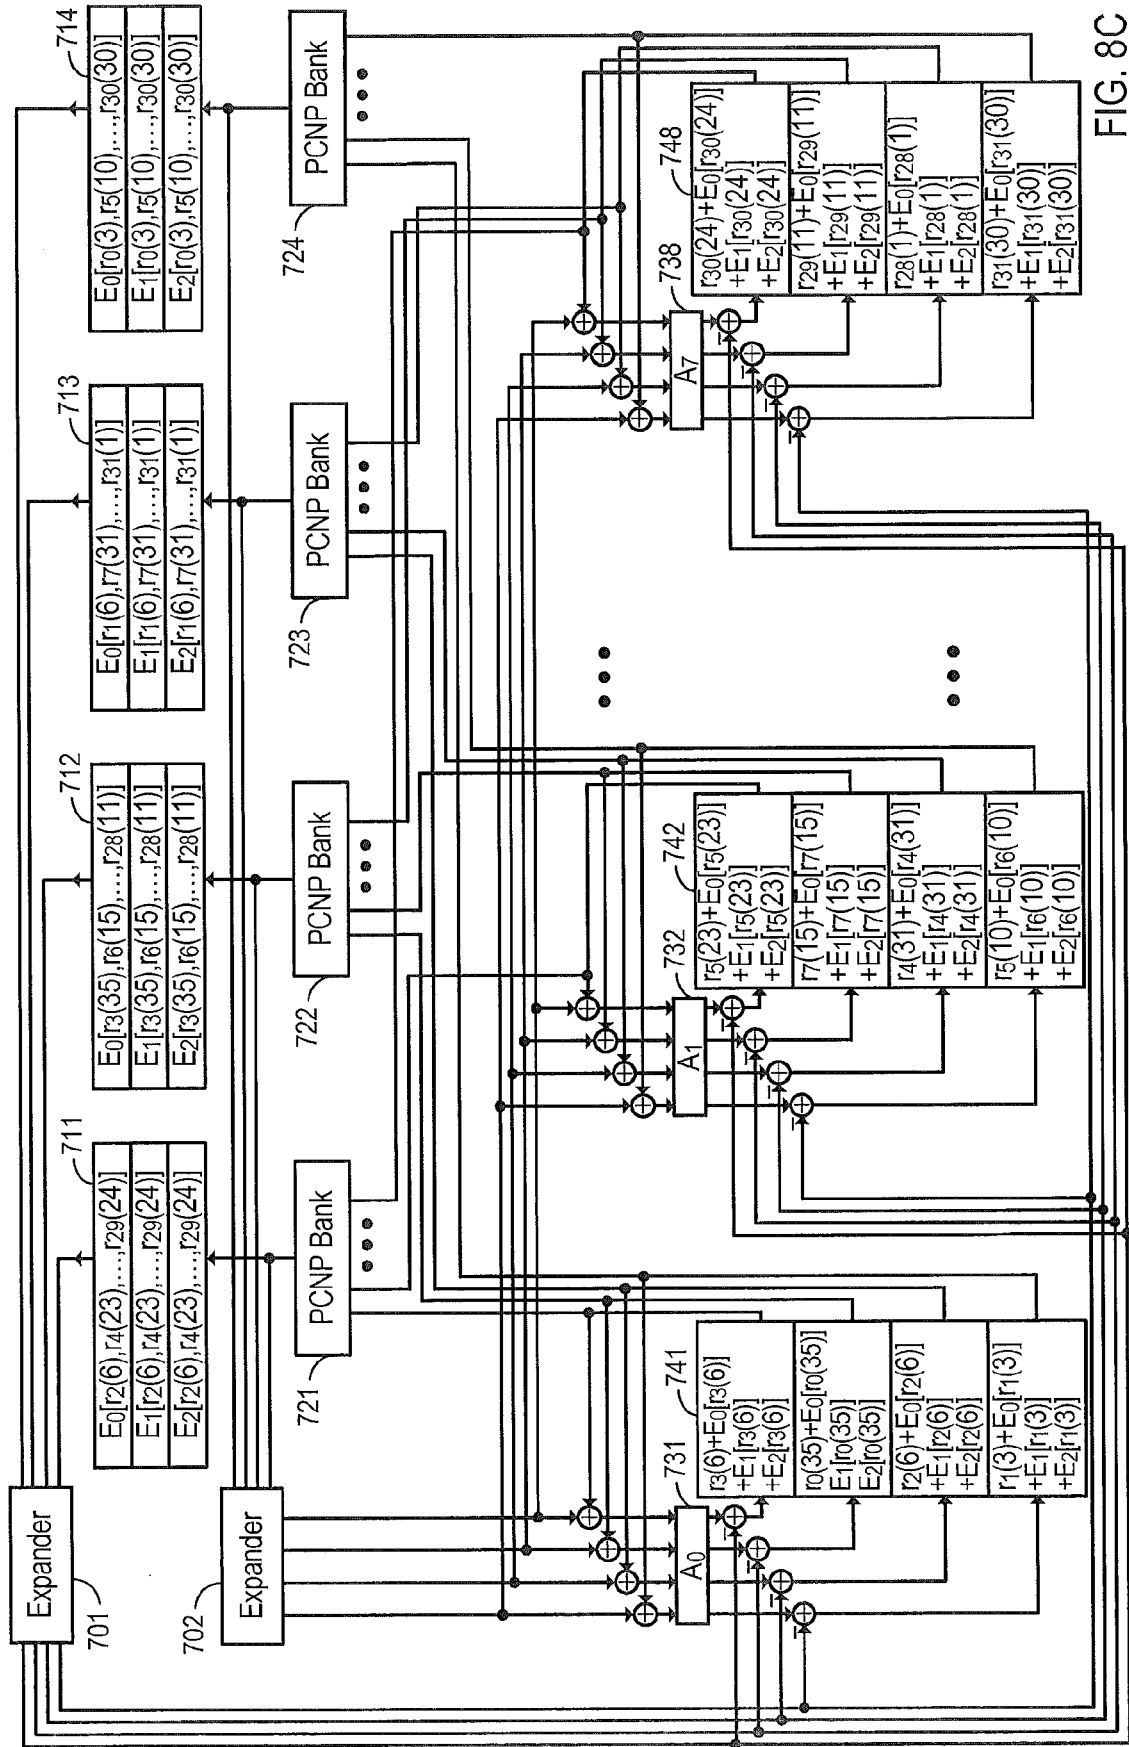 Expander
701
Expander
702
711
E0[r2(6),r4(23),...,r29(24)]
E1[r2(6),r4(23),...,r29(24)]
E2[r2(6),r4(23),...,r29(24)]
712
E0[r3(35),r6(15),...,r28(11)]
E1[r3(35),r6(15),...,r28(11)]
E2[r3(35),r6(15),...,r28(11)]
713
E0[r1(6),r7(31),...,r31(1)]
E1[r1(6),r7(31),...,r31(1)]
E2[r1(6),r7(31),...,r31(1)]
714
E0[r0(3),r5(10),...,r30(30)]
E1[r0(3),r5(10),...,r30(30)]
E2[r0(3),r5(10),...,r30(30)]
PCNP Bank
721
PCNP Bank
722
PCNP Bank
723
PCNP Bank
724
A0
731
741
r3(6)+E0[r3(6)]
+E1[r3(6)]
+E2[r3(6)]
r0(35)+E0[r0(35)]
E1[r0(35)]
E2[r0(35)]
r2(6)+E0[r2(6)]
+E1[r2(6)]
+E2[r2(6)]
r1(3)+E0[r1(3)]
+E1[r1(3)]
+E2[r1(3)]
A1
732
742
r5(23)+E0[r5(23)]
+E1[r5(23)]
+E2[r5(23)]
r7(15)+E0[r7(15)]
+E1[r7(15)]
+E2[r7(15)]
r4(31)+E0[r4(31)]
+E1[r4(31)]
+E2[r4(31)]
r5(10)+E0[r6(10)]
+E1[r6(10)]
+E2[r6(10)]
A7
738
748
r30(24)+E0[r30(24)]
+E1[r30(24)]
+E2[r30(24)]
r29(11)+E0[r29(11)]
+E1[r29(11)]
+E2[r29(11)]
r28(1)+E0[r28(1)]
+E1[r28(1)]
+E2[r28(1)]
r31(30)+E0[r31(30)]
+E1[r31(30)]
+E2[r31(30)]
FIG. 8C